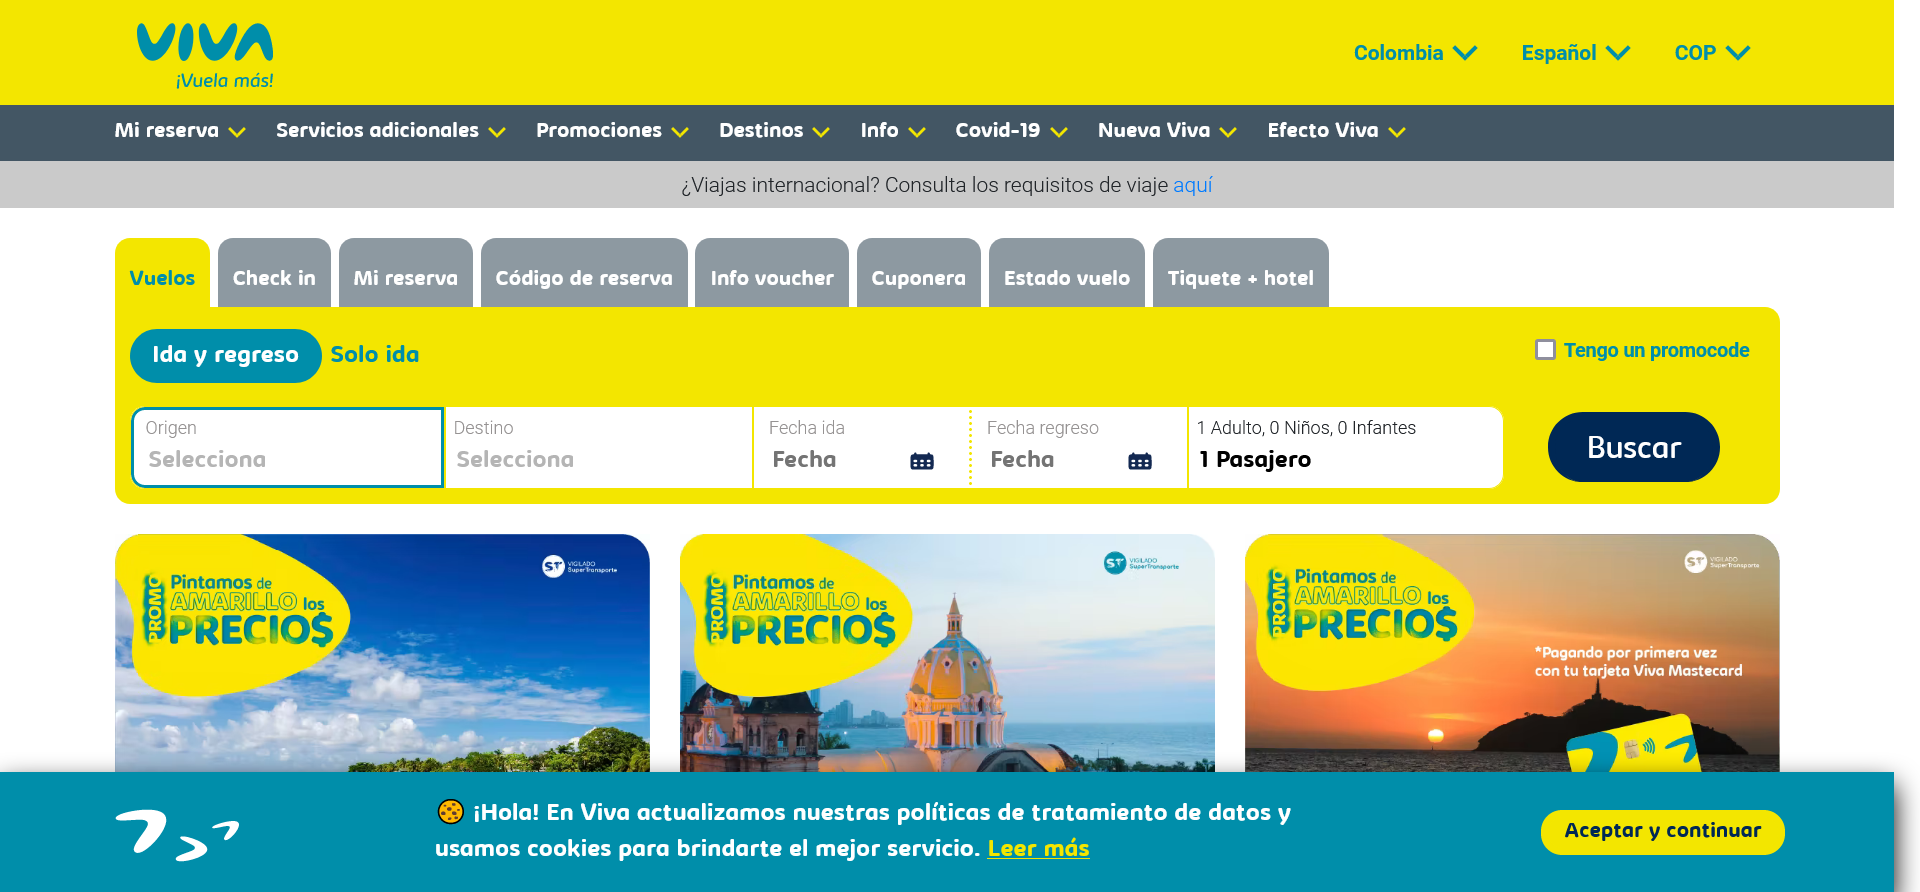 VIVA
¡Vuela más!
Colombia
Español
COP
Mi reserva
Servicios adicionales
Promociones
Destinos
Info
Covid-19
Nueva Viva
Efecto Viva
¿Viajas internacional? Consulta los requisitos de viaje aquí
Vuelos
Check in
Mi reserva
Código de reserva
Info voucher
Cuponera
Estado vuelo
Tiquete + hotel
Ida y regreso
Solo ida
Tengo un promocode
Origen
Selecciona
Destino
Selecciona
Fecha ida
Fecha
Fecha regreso
Fecha
1 Adulto, 0 Niños, 0 Infantes
1 Pasajero
Buscar
PROMO
Pintamos de
AMARILLO los
PRECIO$
ST
VIGILADO
SuperTransporte
PROMO
Pintamos de
AMARILLO los
PRECIO$
ST
VIGILADO
SuperTransporte
PROMO
Pintamos de
AMARILLO los
PRECIO$
ST
VIGILADO
SuperTransporte
*Pagando por primera vez
con tu tarjeta Viva Mastercard
¡Hola! En Viva actualizamos nuestras políticas de tratamiento de datos y
usamos cookies para brindarte el mejor servicio. Leer más
Aceptar y continuar